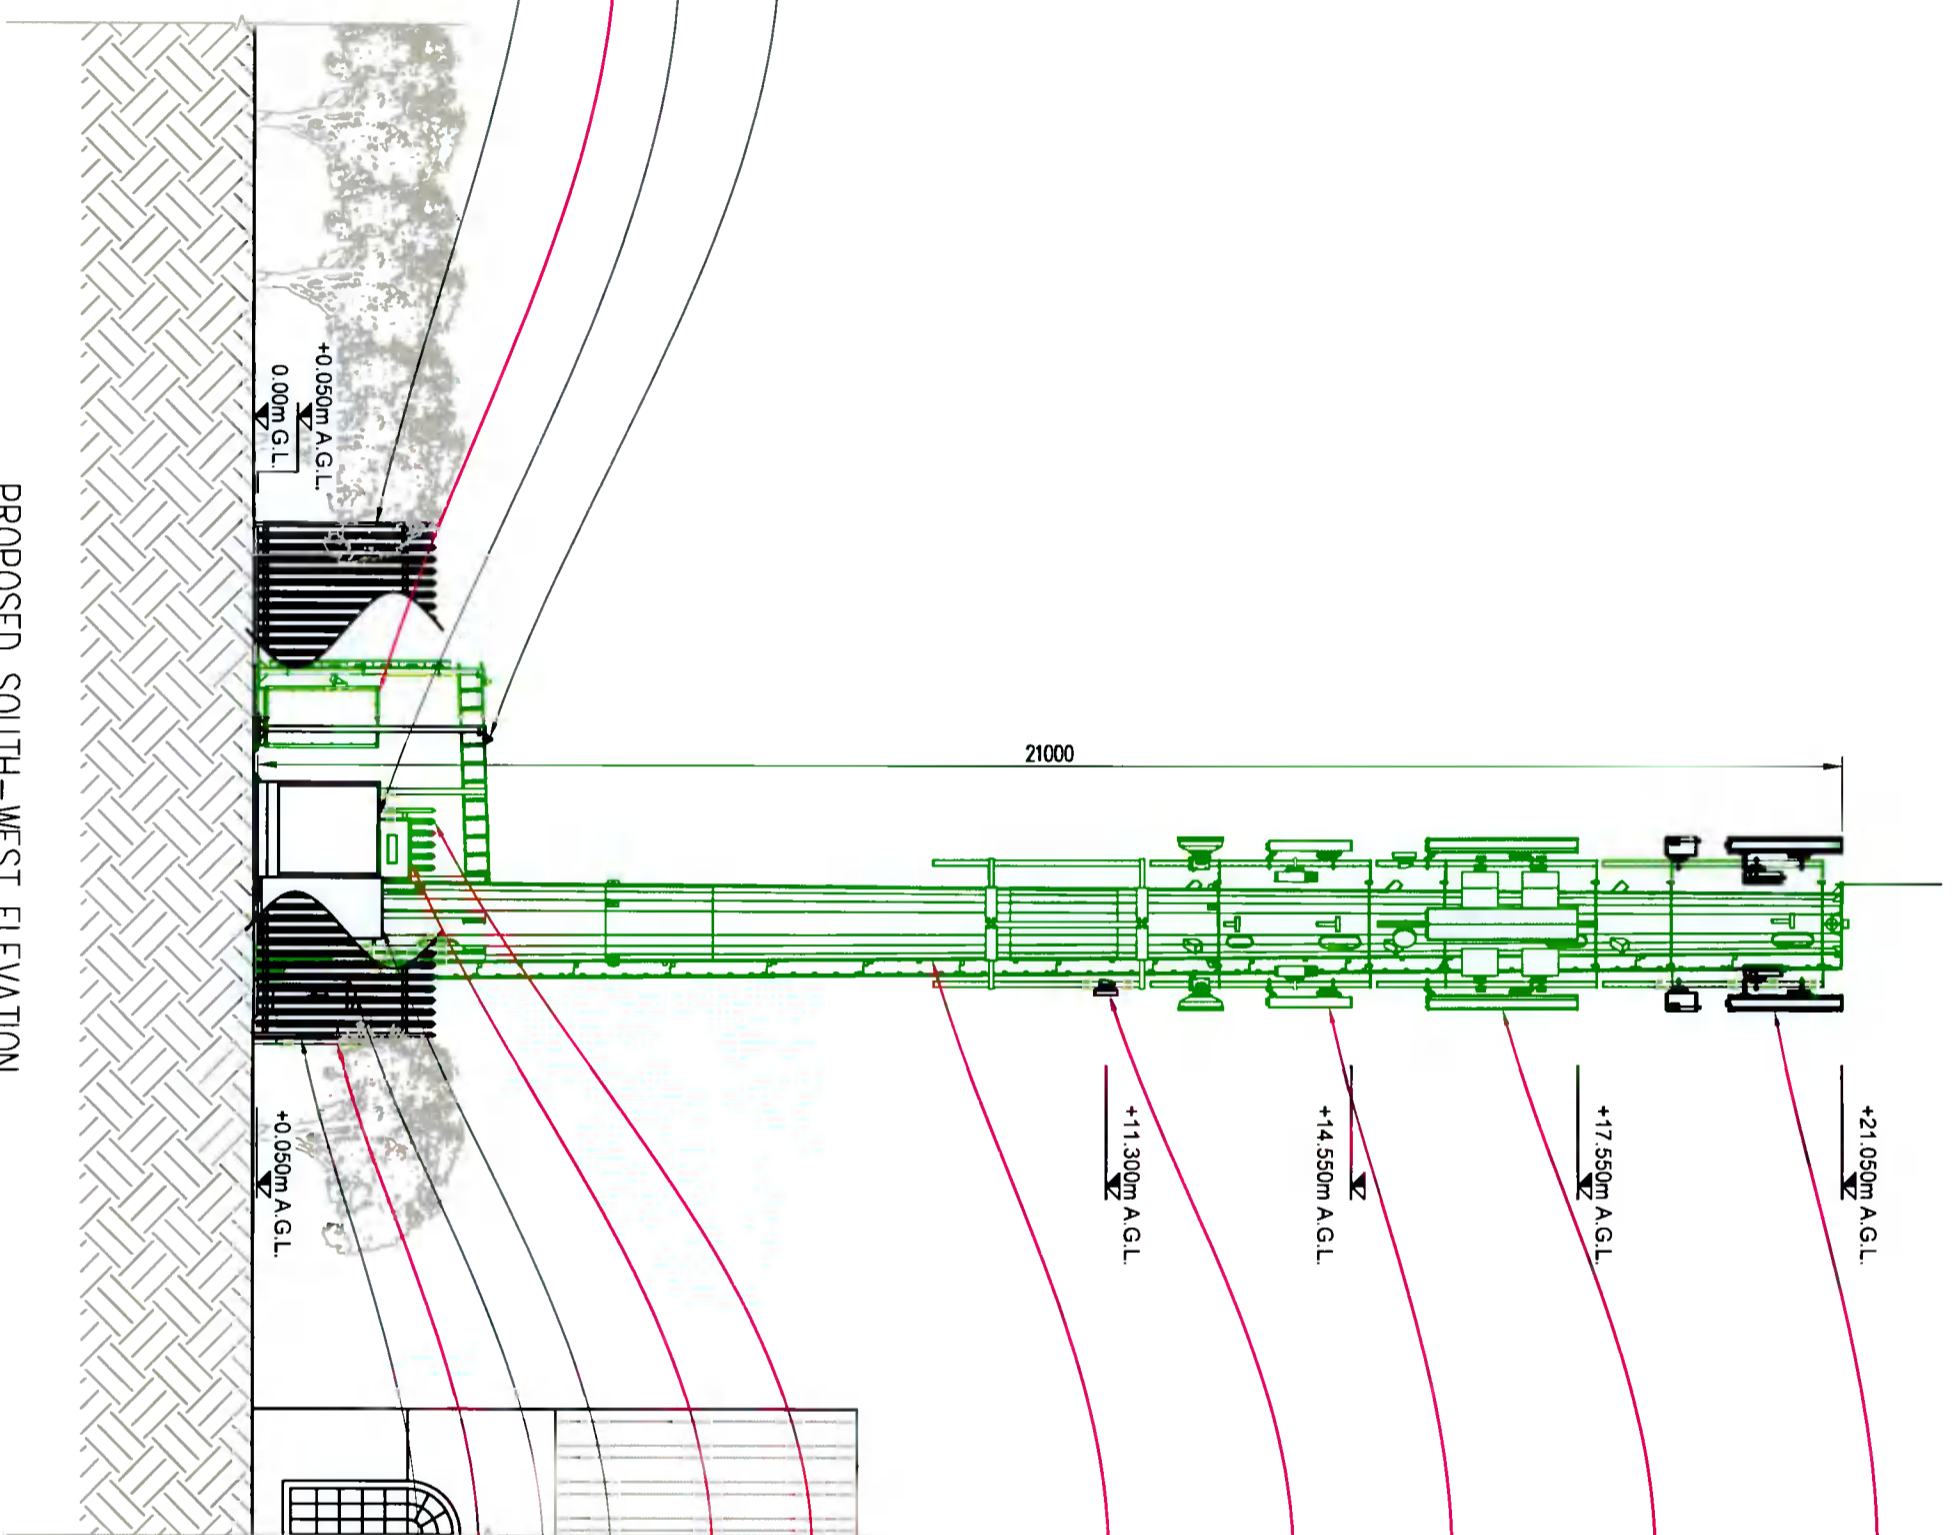 +21.050m A.G.L.
+17.550m A.G.L.
+14.550m A.G.L.
+11.300m A.G.L.
21000
+0.050m A.G.L.
0.00m G.L.
+0.050m A.G.L.
PROPOSED SOUTH-WEST ELEVATION